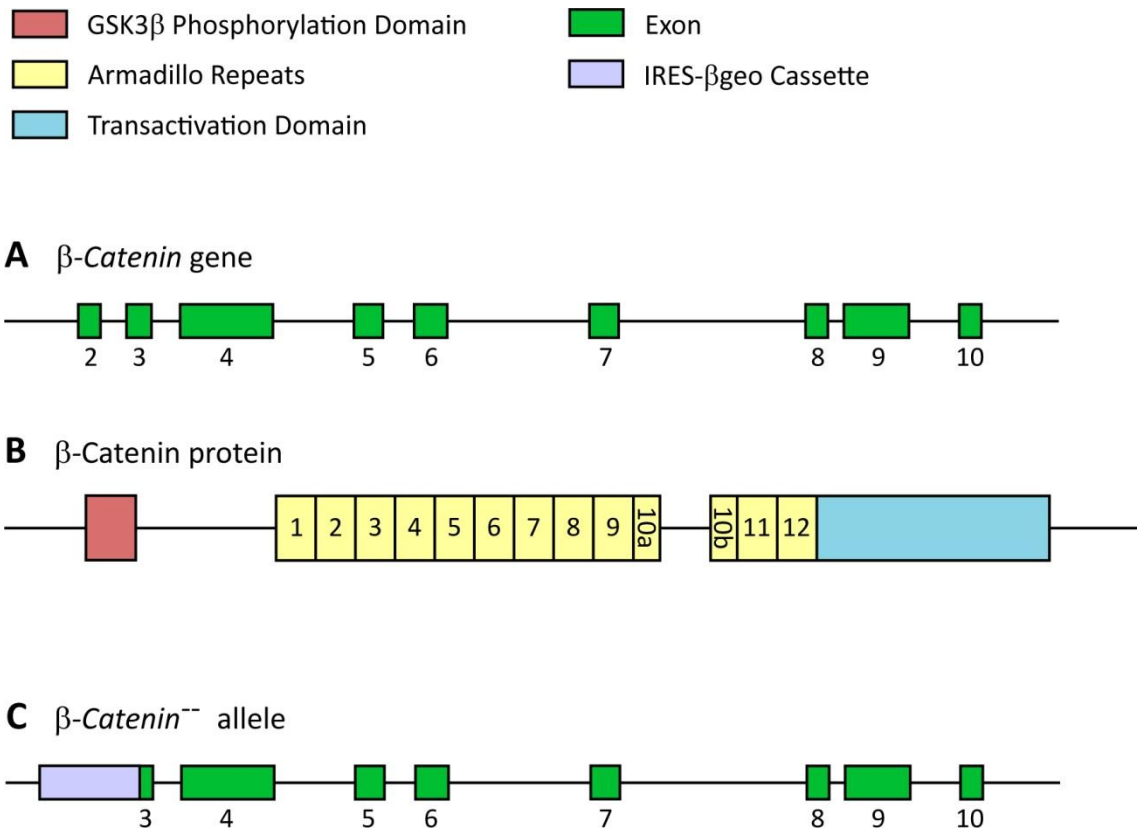 GSK3β Phosphorylation Domain
Exon
Armadillo Repeats
IRES-βgeo Cassette
Transactivation Domain
A β-Catenin gene
2 3 4 5 6 7 8 9 10
B β-Catenin protein
1 2 3 4 5 6 7 8 9 10a 10b 11 12
C β-Catenin-- allele
3 4 5 6 7 8 9 10